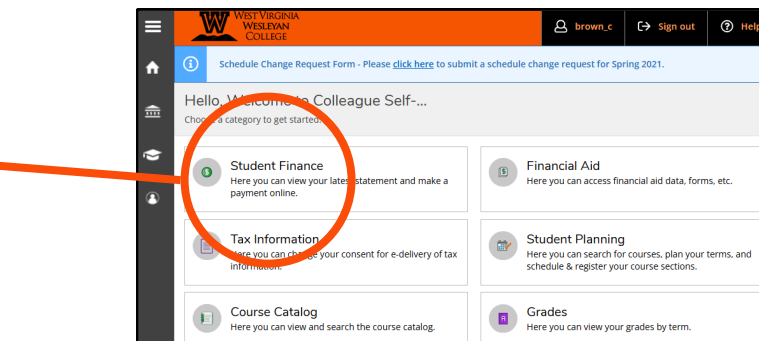 WEST VIRGINIA
WESLEYAN
COLLEGE
brown_c
Sign out
Help
Schedule Change Request Form - Please click here to submit a schedule change request for Spring 2021.
Hello, Welcome to Colleague Self-...
Choose a category to get started.
Student Finance
Here you can view your latest statement and make a
payment online.
Financial Aid
Here you can access financial aid data, forms, etc.
Tax Information
Here you can change your consent for e-delivery of tax
information.
Student Planning
Here you can search for courses, plan your terms, and
schedule & register your course sections.
Course Catalog
Here you can view and search the course catalog.
Grades
Here you can view your grades by term.